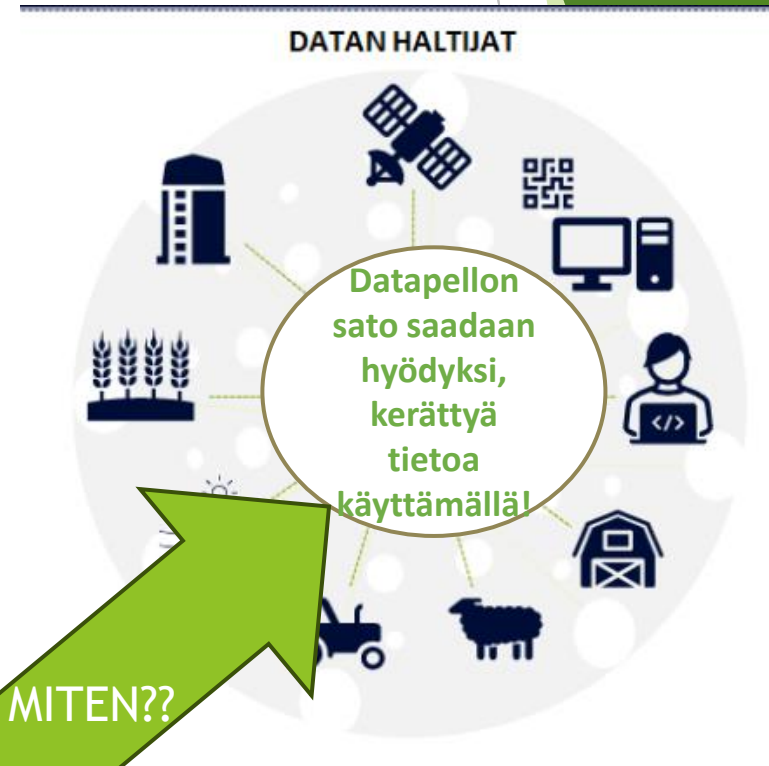 DATAN HALTIJAT
Datapellon
sato saadaan
hyödyksi,
kerättyä
tietoa
käyttämällä!
</>
MITEN??